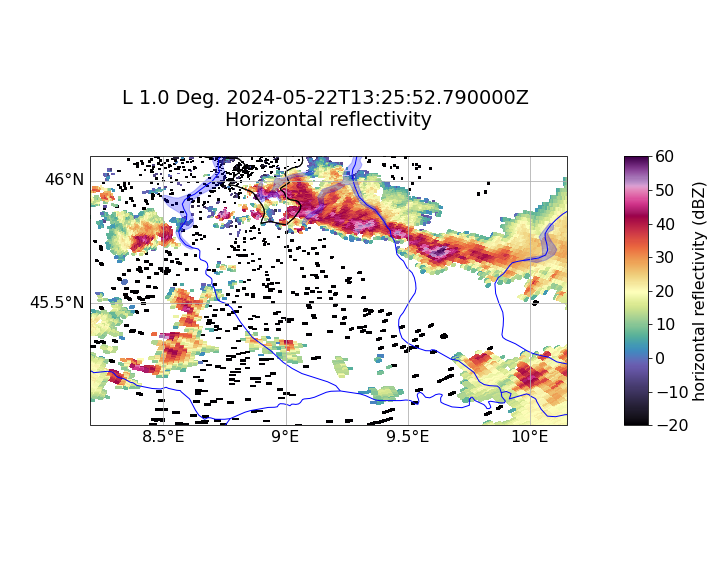 L 1.0 Deg. 2024-05-22T13:25:52.790000Z
Horizontal reflectivity
46°N
45.5°N
8.5°E
9°E
9.5°E
10°E
60
50
40
30
20
10
0
−10
−20
horizontal reflectivity (dBZ)